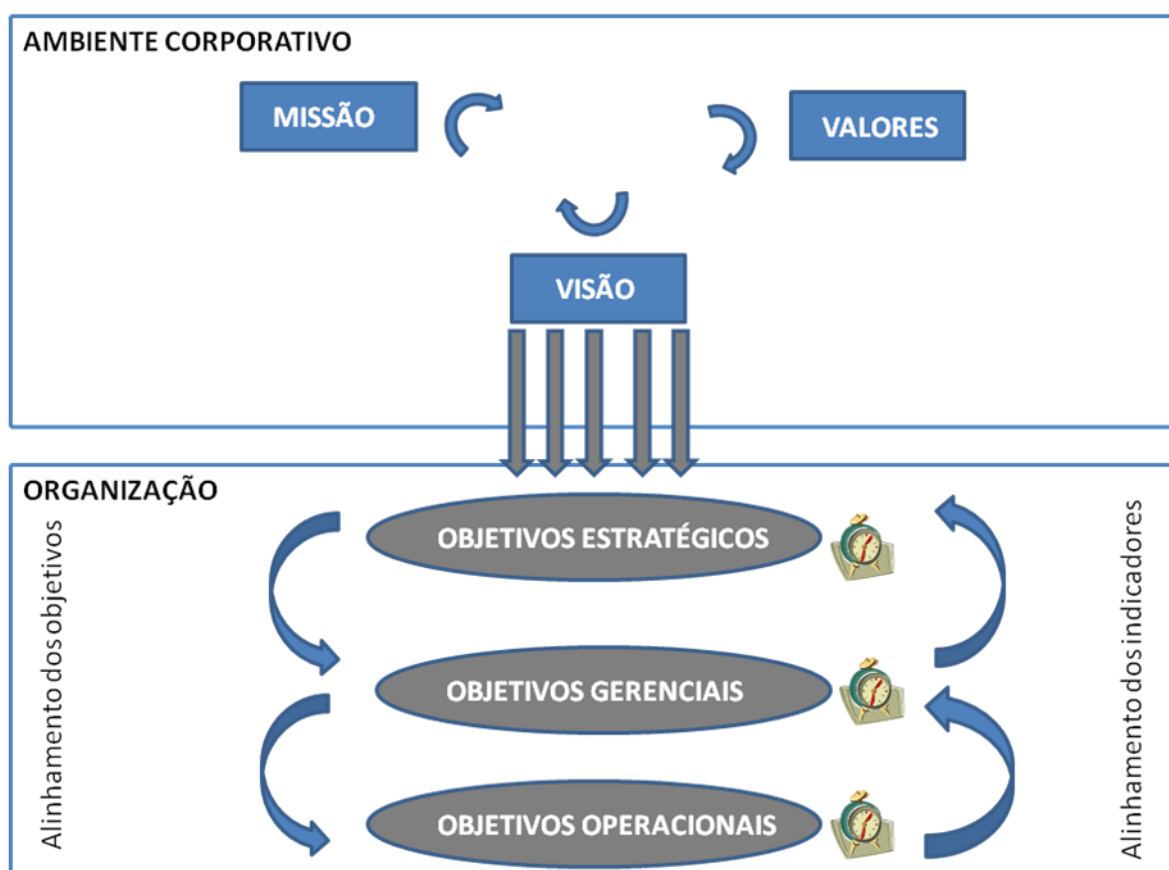 AMBIENTE CORPORATIVO
MISSÃO
VALORES
VISÃO
ORGANIZAÇÃO
Alinhamento dos objetivos
OBJETIVOS ESTRATÉGICOS
OBJETIVOS GERENCIAIS
OBJETIVOS OPERACIONAIS
Alinhamento dos indicadores